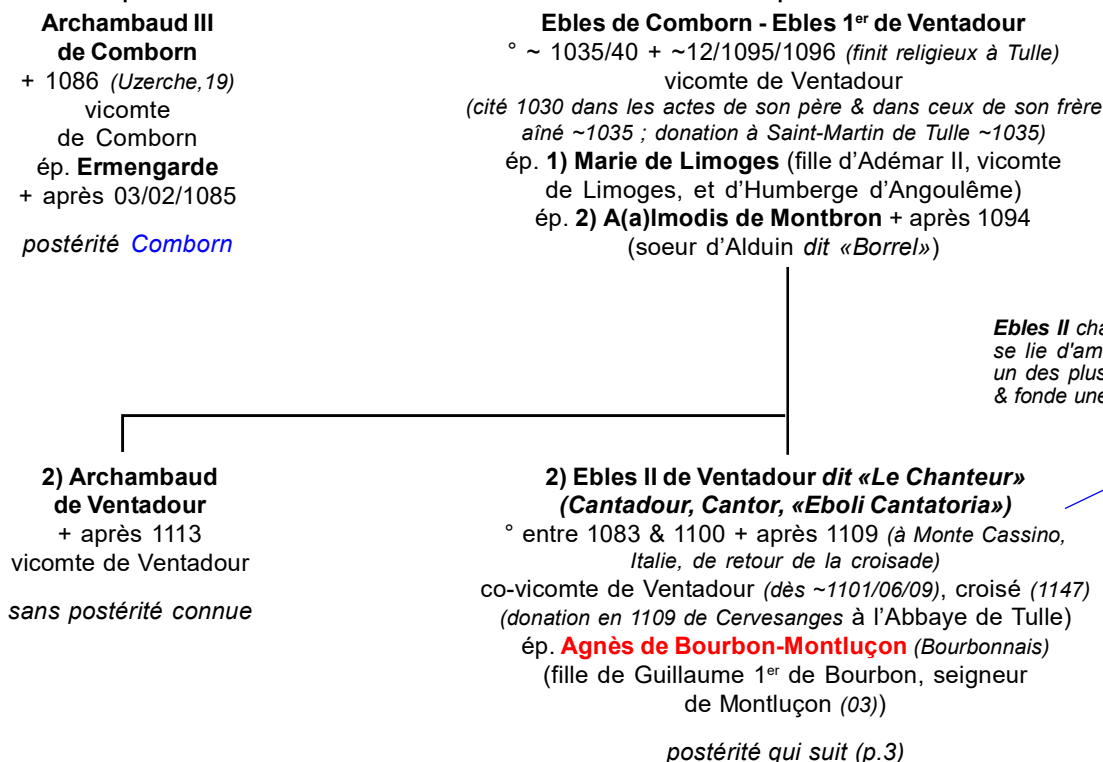 Archambaud III
de Comborn
+ 1086 (Uzerche,19)
vicomte
de Comborn
ép. Ermengarde
+ après 03/02/1085
postérité Comborn
Ebles de Comborn - Ebles 1er de Ventadour
° ~ 1035/40 + ~12/1095/1096 (finit religieux à Tulle)
vicomte de Ventadour
(cité 1030 dans les actes de son père & dans ceux de son frère
aîné ~1035 ; donation à Saint-Martin de Tulle ~1035)
ép. 1) Marie de Limoges (fille d’Adémar II, vicomte
de Limoges, et d’Humberge d’Angoulême)
ép. 2) A(a)lmodis de Montbron + après 1094
(soeur d’Alduin dit «Borrel»)
Ebles II cha
se lie d'am
un des plus
& fonde une
2) Archambaud
de Ventadour
+ après 1113
vicomte de Ventadour
sans postérité connue
2) Ebles II de Ventadour dit «Le Chanteur»
(Cantadour, Cantor, «Eboli Cantatoria»)
° entre 1083 & 1100 + après 1109 (à Monte Cassino,
Italie, de retour de la croisade)
co-vicomte de Ventadour (dès ~1101/06/09), croisé (1147)
(donation en 1109 de Cervesanges à l’Abbaye de Tulle)
ép. Agnès de Bourbon-Montluçon (Bourbonnais)
(fille de Guillaume 1er de Bourbon, seigneur
de Montluçon (03))
postérité qui suit (p.3)